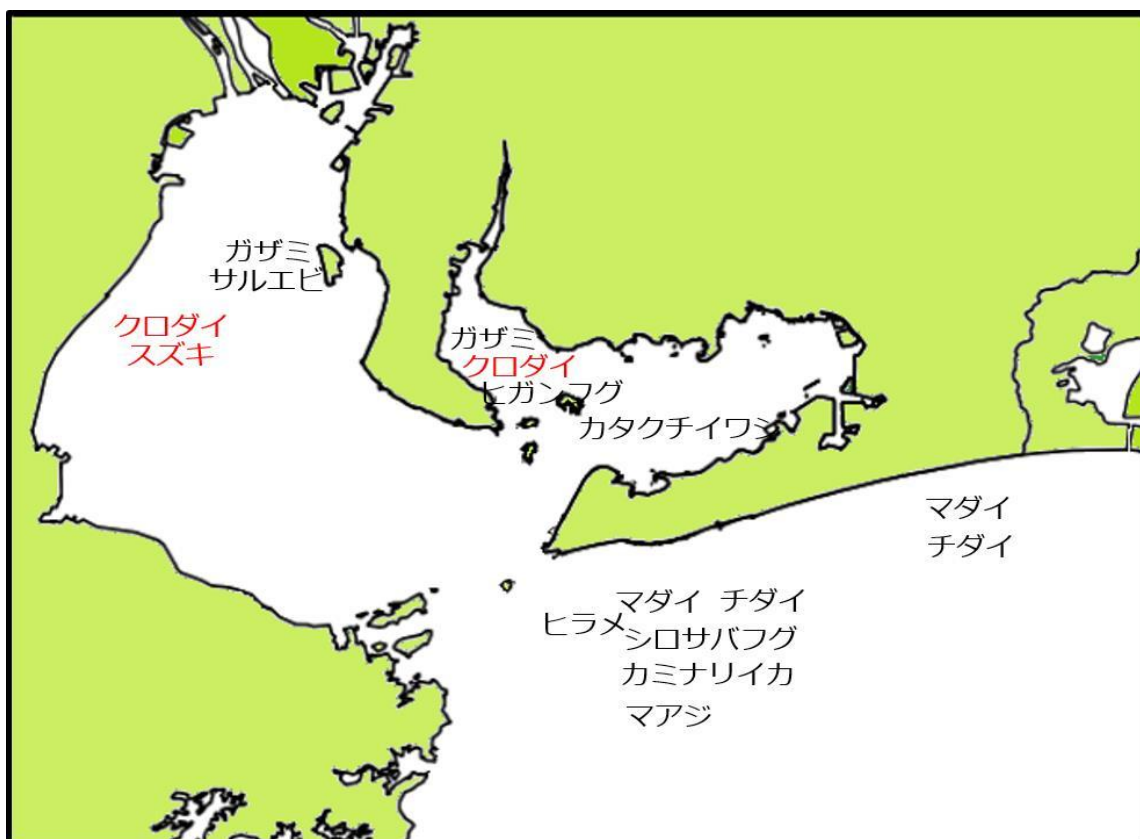 ガザミ
サルエビ
クロダイ
スズキ
ガザミ
クロダイ
ヒガンフグ
カタクチイワシ
マダイ
チダイ
マダイ チダイ
ヒラメ
シロサバフグ
カミナリイカ
マアジ